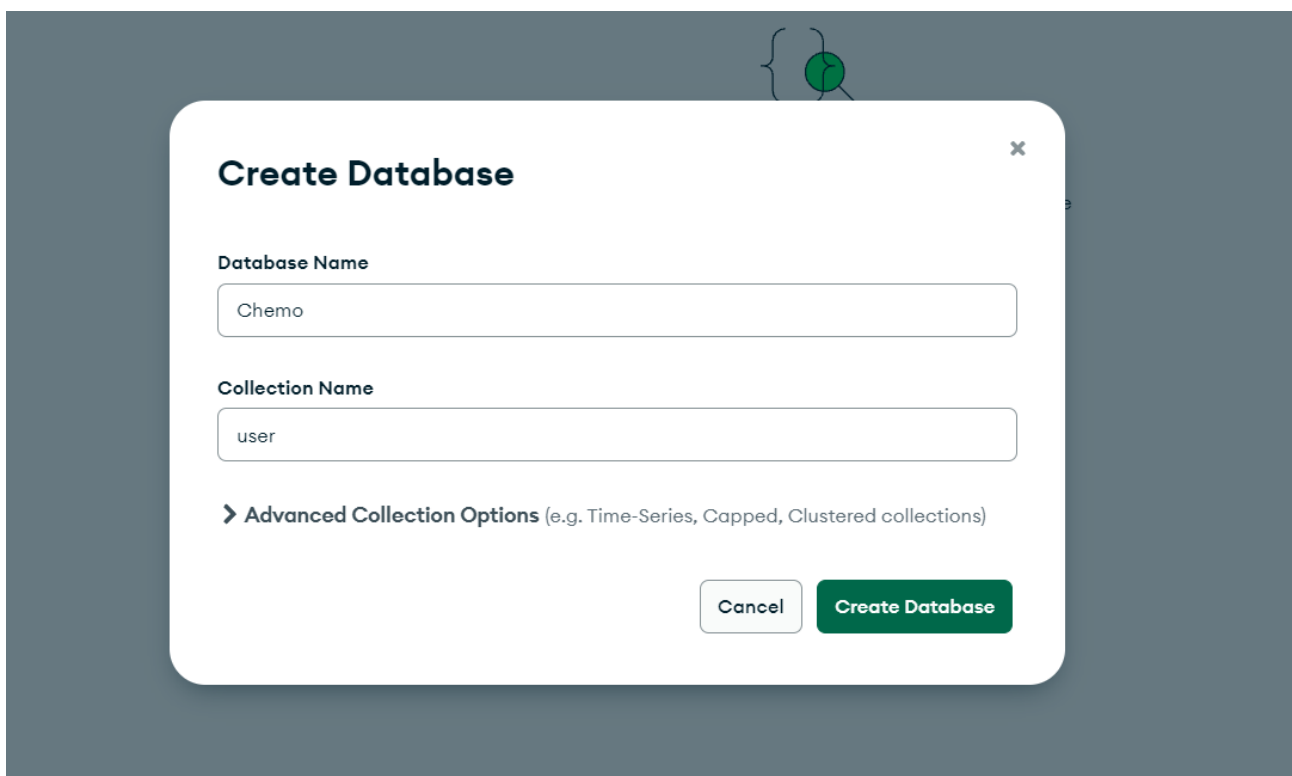 Create Database
Database Name
Chemo
Collection Name
user
Advanced Collection Options (e.g. Time-Series, Capped, Clustered collections)
Cancel
Create Database